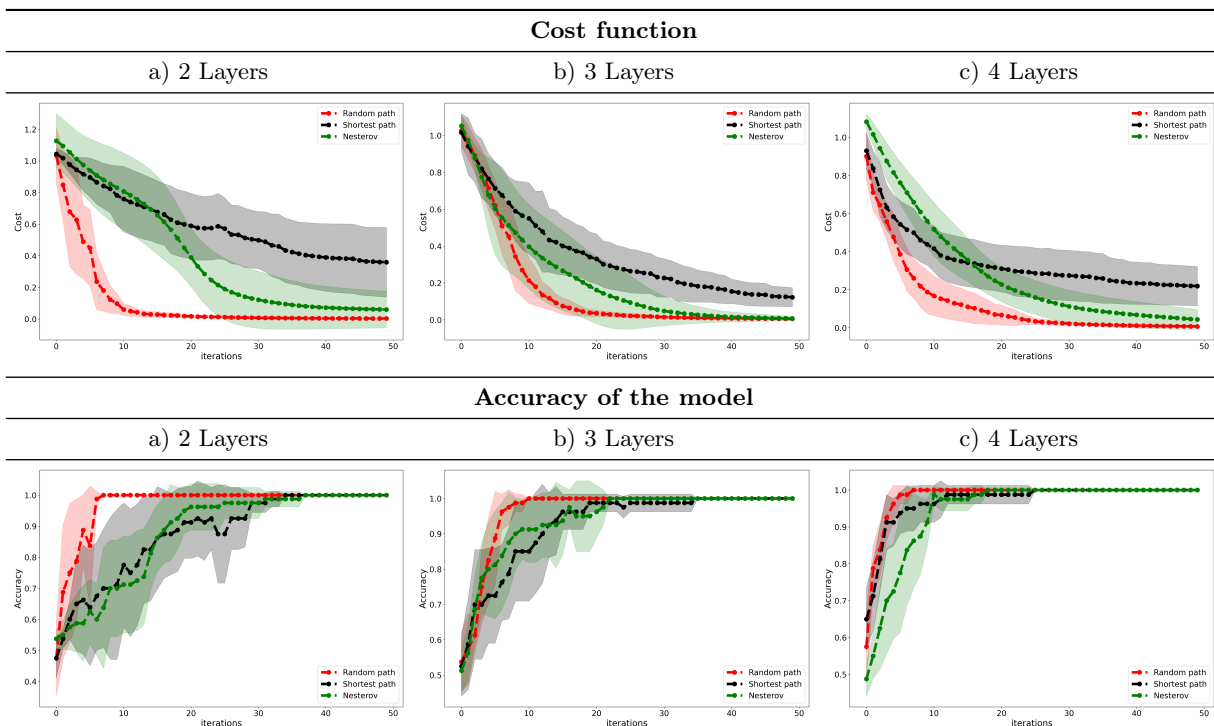 Cost function
a) 2 Layers
b) 3 Layers
c) 4 Layers
Random path
Shortest path
Nesterov
Cost
1.2
1.0
0.8
0.6
0.4
0.2
0.0
0 10 20 30 40 50
iterations
Random path
Shortest path
Nesterov
Cost
1.0
0.8
0.6
0.4
0.2
0.0
0 10 20 30 40 50
iterations
Random path
Shortest path
Nesterov
Cost
1.0
0.8
0.6
0.4
0.2
0.0
0 10 20 30 40 50
iterations
Accuracy of the model
a) 2 Layers
b) 3 Layers
c) 4 Layers
Accuracy
1.0
0.9
0.8
0.7
0.6
0.5
0.4
Random path
Shortest path
Nesterov
0 10 20 30 40 50
iterations
Accuracy
1.0
0.9
0.8
0.7
0.6
0.5
Random path
Shortest path
Nesterov
0 10 20 30 40 50
iterations
Accuracy
1.0
0.9
0.8
0.7
0.6
0.5
Random path
Shortest path
Nesterov
0 10 20 30 40 50
iterations